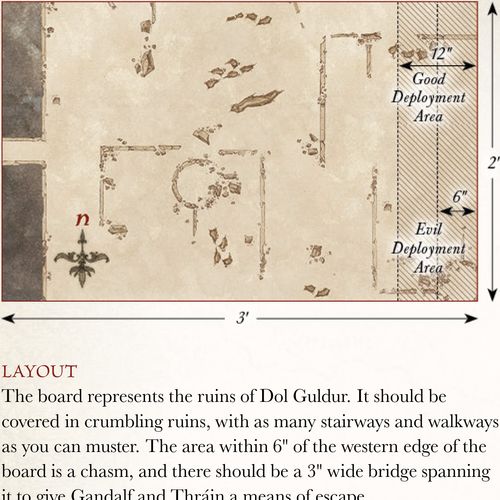 12"
Good
Deployment
Area
2'
6"
n
Evil
Deployment
Area
3'
LAYOUT
The board represents the ruins of Dol Guldur. It should be
covered in crumbling ruins, with as many stairways and walkways
as you can muster. The area within 6" of the western edge of the
board is a chasm, and there should be a 3" wide bridge spanning
it to give Gandalf and Thráin a means of escape.